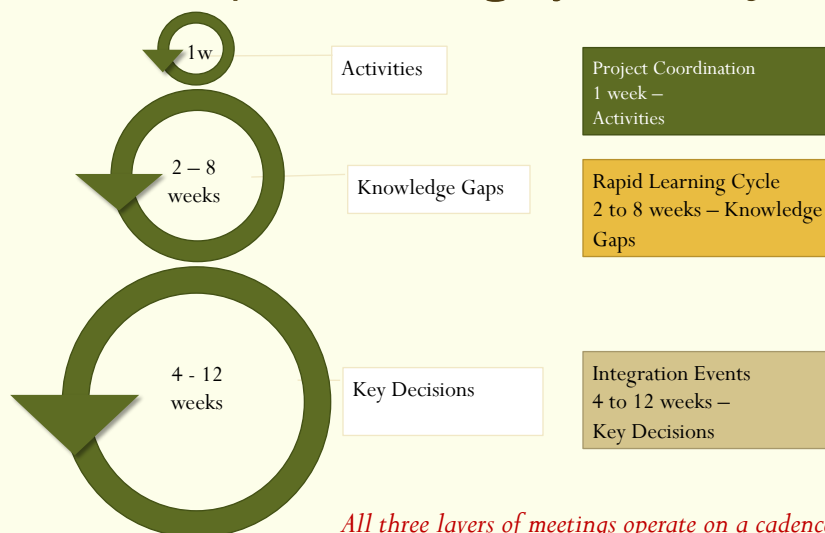 1w
Activities
Project Coordination
1 week –
Activities
2 – 8
weeks
Knowledge Gaps
Rapid Learning Cycle
2 to 8 weeks – Knowledge
Gaps
4 - 12
weeks
Key Decisions
Integration Events
4 to 12 weeks –
Key Decisions
All three layers of meetings operate on a cadence